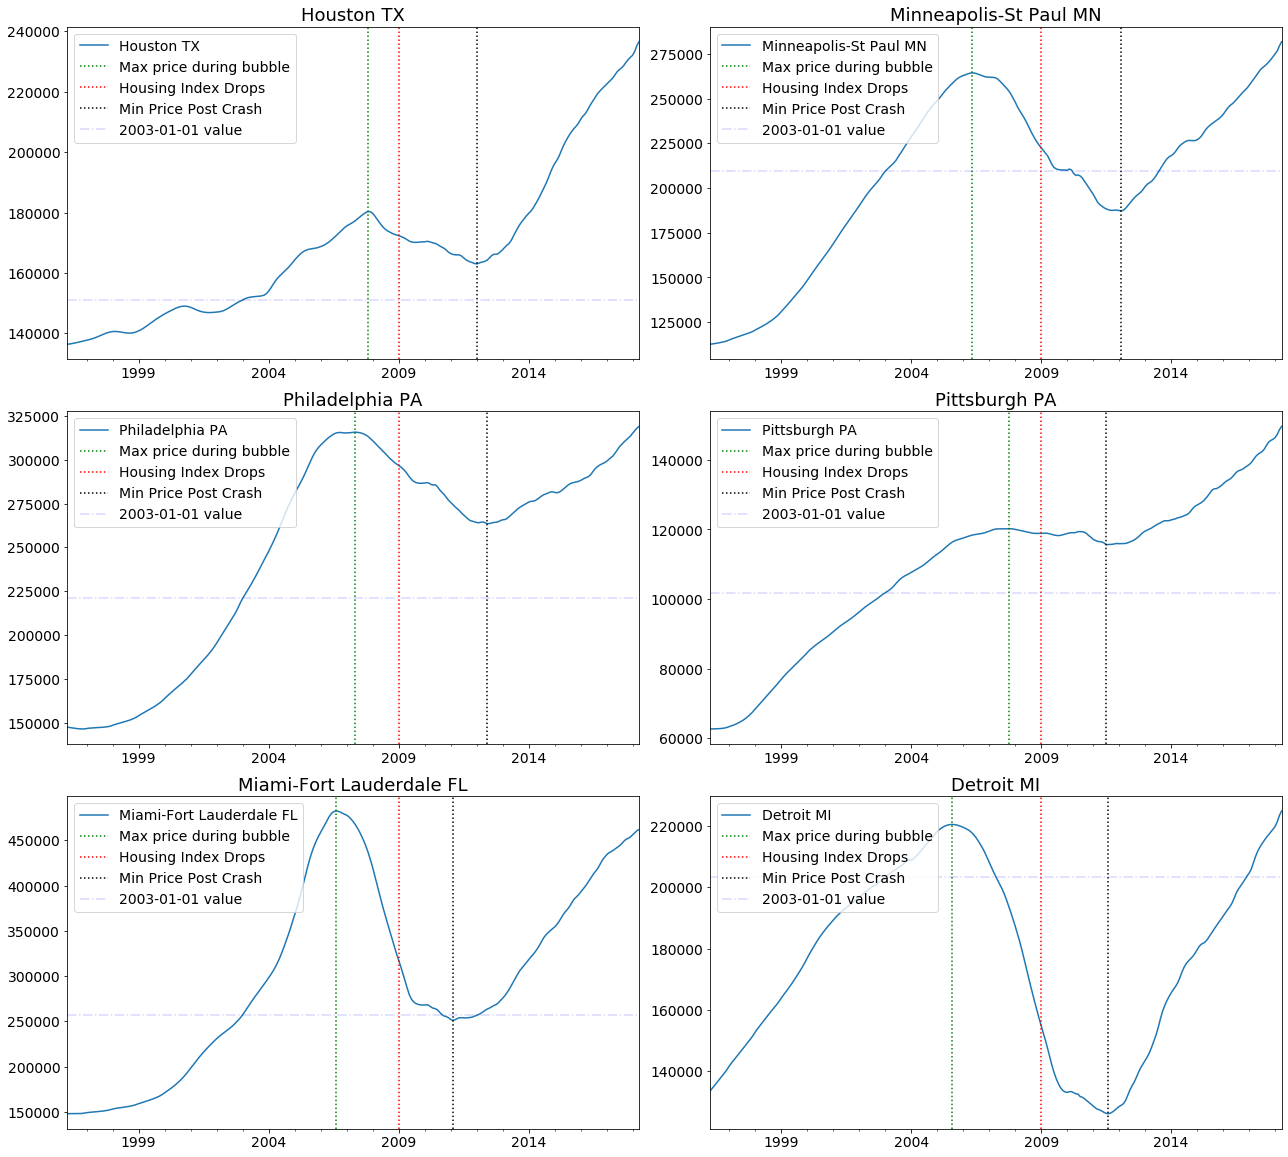 Houston TX
240000
220000
200000
180000
160000
140000
Houston TX
Max price during bubble
Housing Index Drops
Min Price Post Crash
2003-01-01 value
1999 2004 2009 2014
Minneapolis-St Paul MN
275000
250000
225000
200000
175000
150000
125000
Minneapolis-St Paul MN
Max price during bubble
Housing Index Drops
Min Price Post Crash
2003-01-01 value
1999 2004 2009 2014
Philadelphia PA
325000
300000
275000
250000
225000
200000
175000
150000
Philadelphia PA
Max price during bubble
Housing Index Drops
Min Price Post Crash
2003-01-01 value
1999 2004 2009 2014
Pittsburgh PA
140000
120000
100000
80000
60000
Pittsburgh PA
Max price during bubble
Housing Index Drops
Min Price Post Crash
2003-01-01 value
1999 2004 2009 2014
Miami-Fort Lauderdale FL
450000
400000
350000
300000
250000
200000
150000
Miami-Fort Lauderdale FL
Max price during bubble
Housing Index Drops
Min Price Post Crash
2003-01-01 value
1999 2004 2009 2014
Detroit MI
220000
200000
180000
160000
140000
Detroit MI
Max price during bubble
Housing Index Drops
Min Price Post Crash
2003-01-01 value
1999 2004 2009 2014